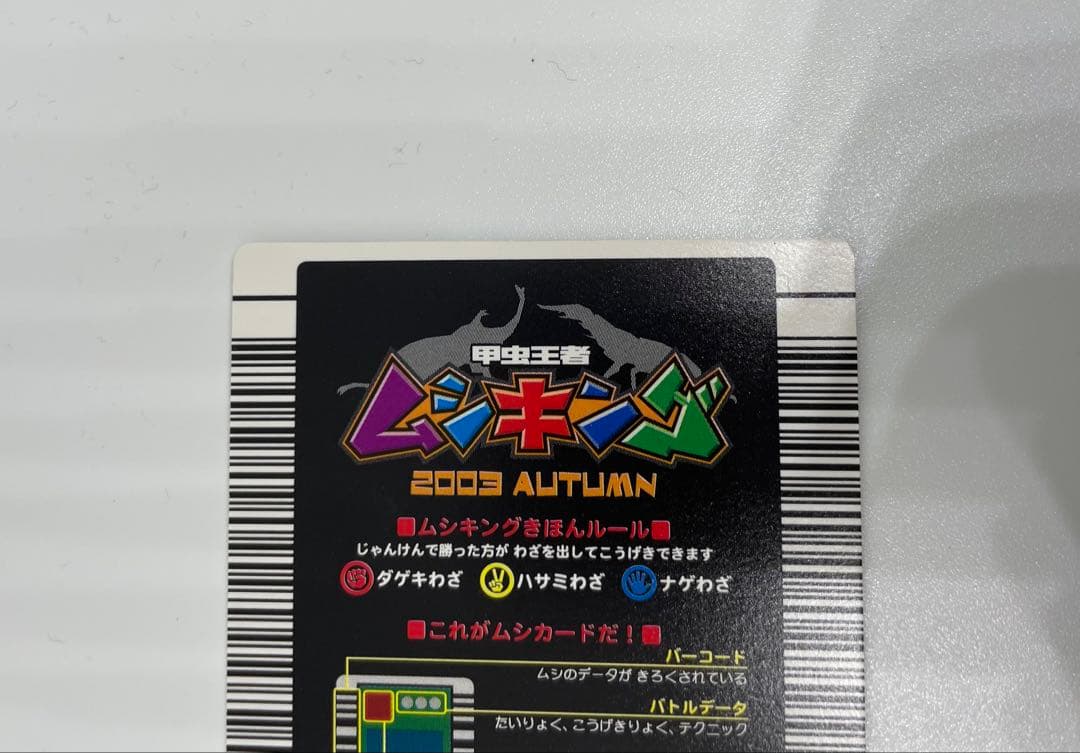 甲虫王者
ムシキング
2003 AUTUMN
ムシキングきほんルール
じゃんけんで勝った方が わざを出してこうげきできます
ダゲキわざ ハサミわざ ナゲわざ
これがムシカードだ！
バーコード
ムシのデータが きろくされている
バトルデータ
たいりょく、こうげきりょく、テクニック